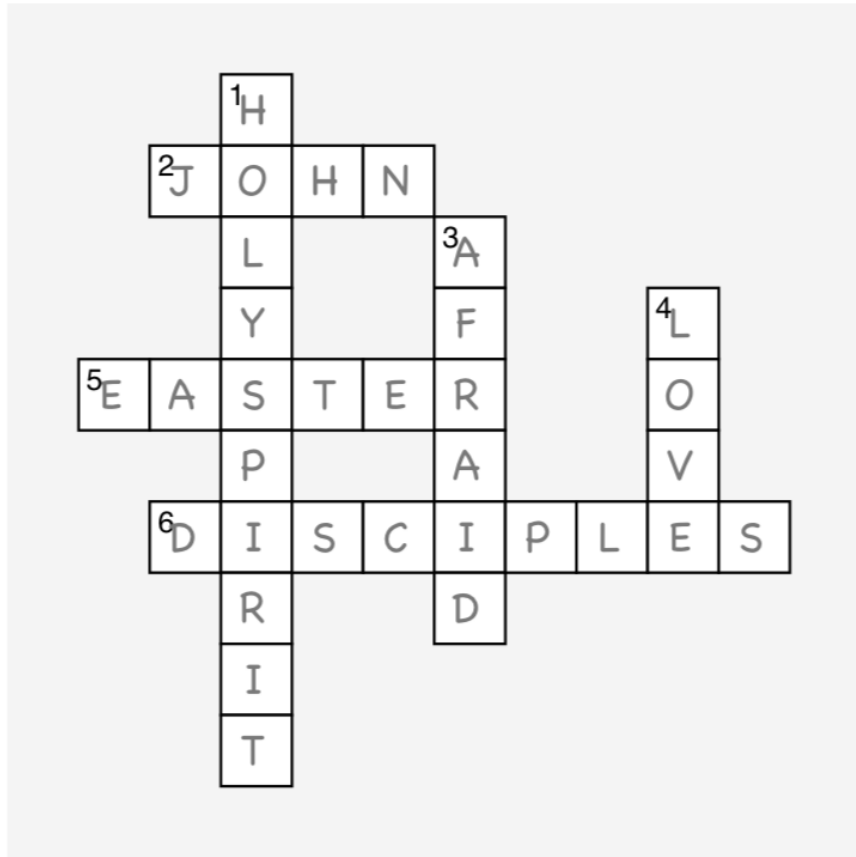 1 H
2 J O H N
L 3 A
Y F 4 L
5 E A S T E R O
P A V
6 D I S C I P L E S
R D
I
T